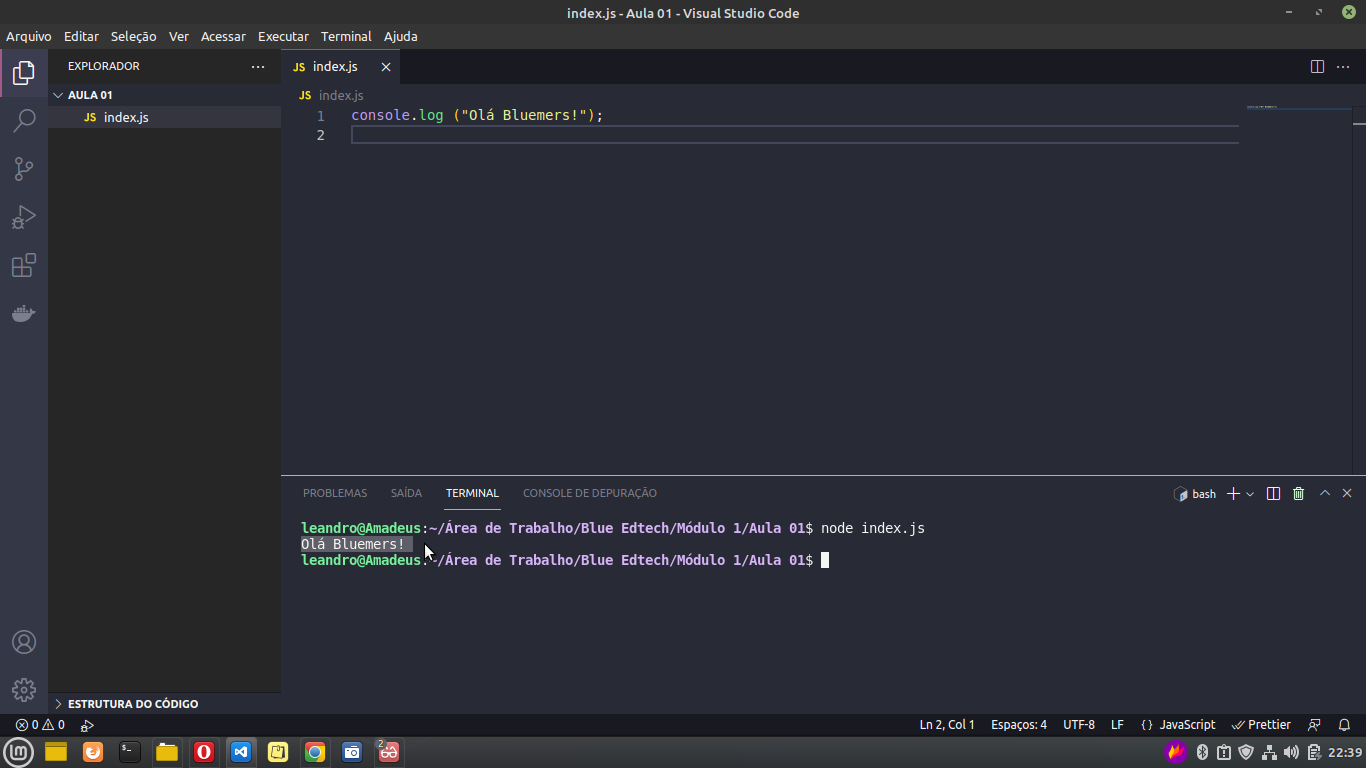 index.js - Aula 01 - Visual Studio Code
Arquivo Editar Seleção Ver Acessar Executar Terminal Ajuda
EXPLORADOR
JS index.js
AULA 01
JS index.js
JS index.js
1 console.log ("Olá Bluemers!");
2
PROBLEMAS SAÍDA TERMINAL CONSOLE DE DEPURAÇÃO
bash
leandro@Amadeus:~/Área de Trabalho/Blue Edtech/Módulo 1/Aula 01$ node index.js
Olá Bluemers!
leandro@Amadeus:~/Área de Trabalho/Blue Edtech/Módulo 1/Aula 01$
ESTRUTURA DO CÓDIGO
0 0
Ln 2, Col 1 Espaços: 4 UTF-8 LF {} JavaScript Prettier
2
22:39